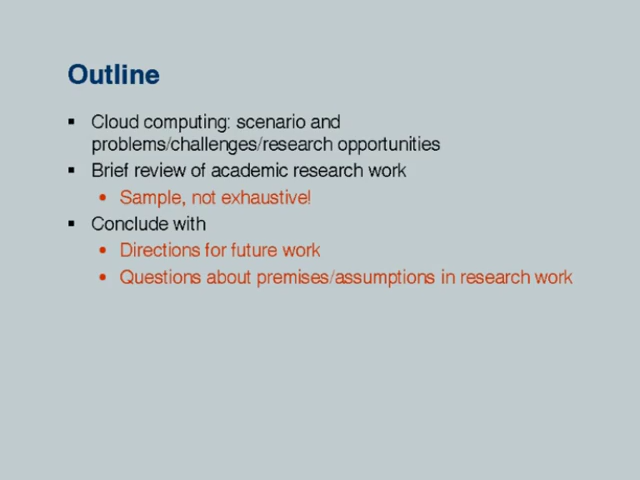 Outline
▪ Cloud computing: scenario and
problems/challenges/research opportunities
▪ Brief review of academic research work
• Sample, not exhaustive!
▪ Conclude with
• Directions for future work
• Questions about premises/assumptions in research work